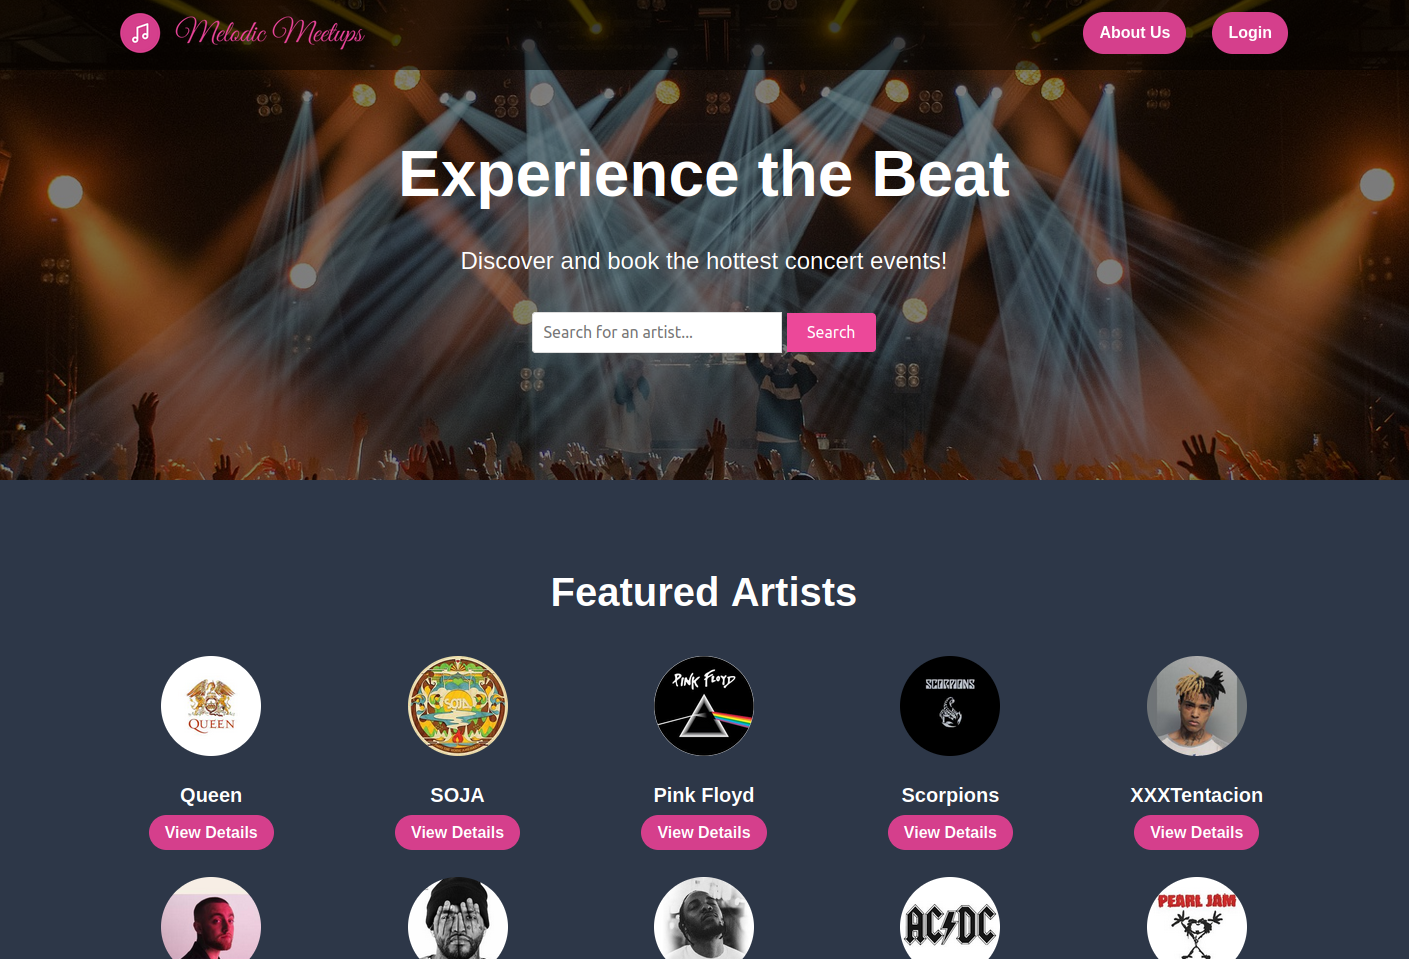 Melodic Meetups
About Us
Login
Experience the Beat
Discover and book the hottest concert events!
Search for an artist...
Search
Featured Artists
QUEEN
SOJA
PINK FLOYD
SCORPIONS
Queen
SOJA
Pink Floyd
Scorpions
XXXTentacion
View Details
View Details
View Details
View Details
View Details
AC DC
PEARL JAM